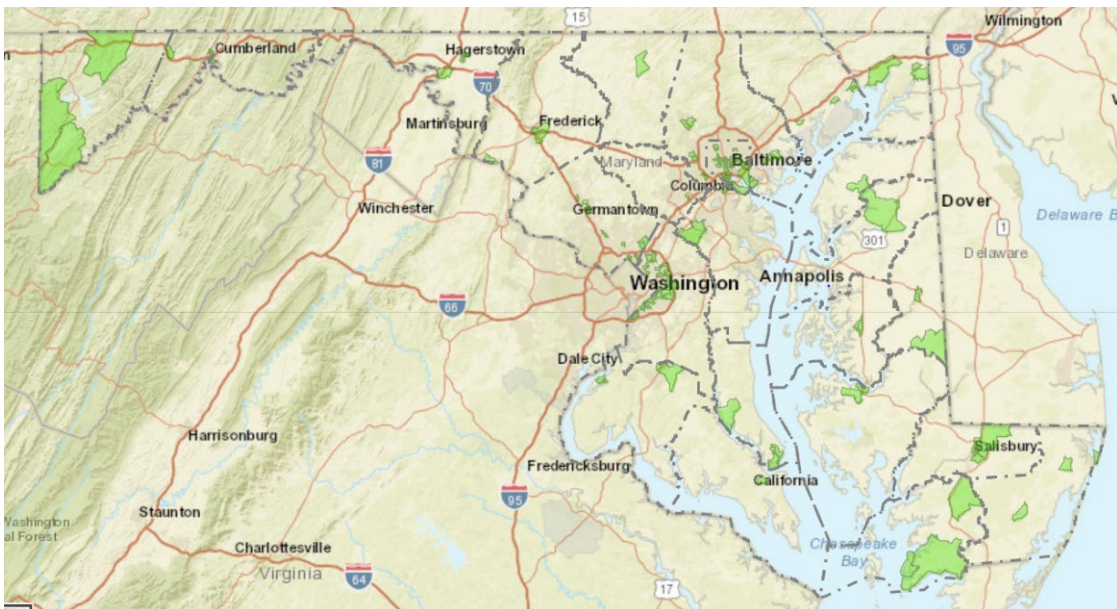 15
Wilmington
Cumberland
Hagerstown
95
70
Frederick
Martinsburg
Maryland
Baltimore
81
Columbia
Winchester
Germantown
Dover
Delaware B
301
1
Delaware
Annapolis
Washington
66
Dale City
Harrisonburg
Salisbury
Fredericksburg
California
95
Staunton
Washington
al Forest
Charlottesville
Chesapeake
Bay
Virginia
64
17